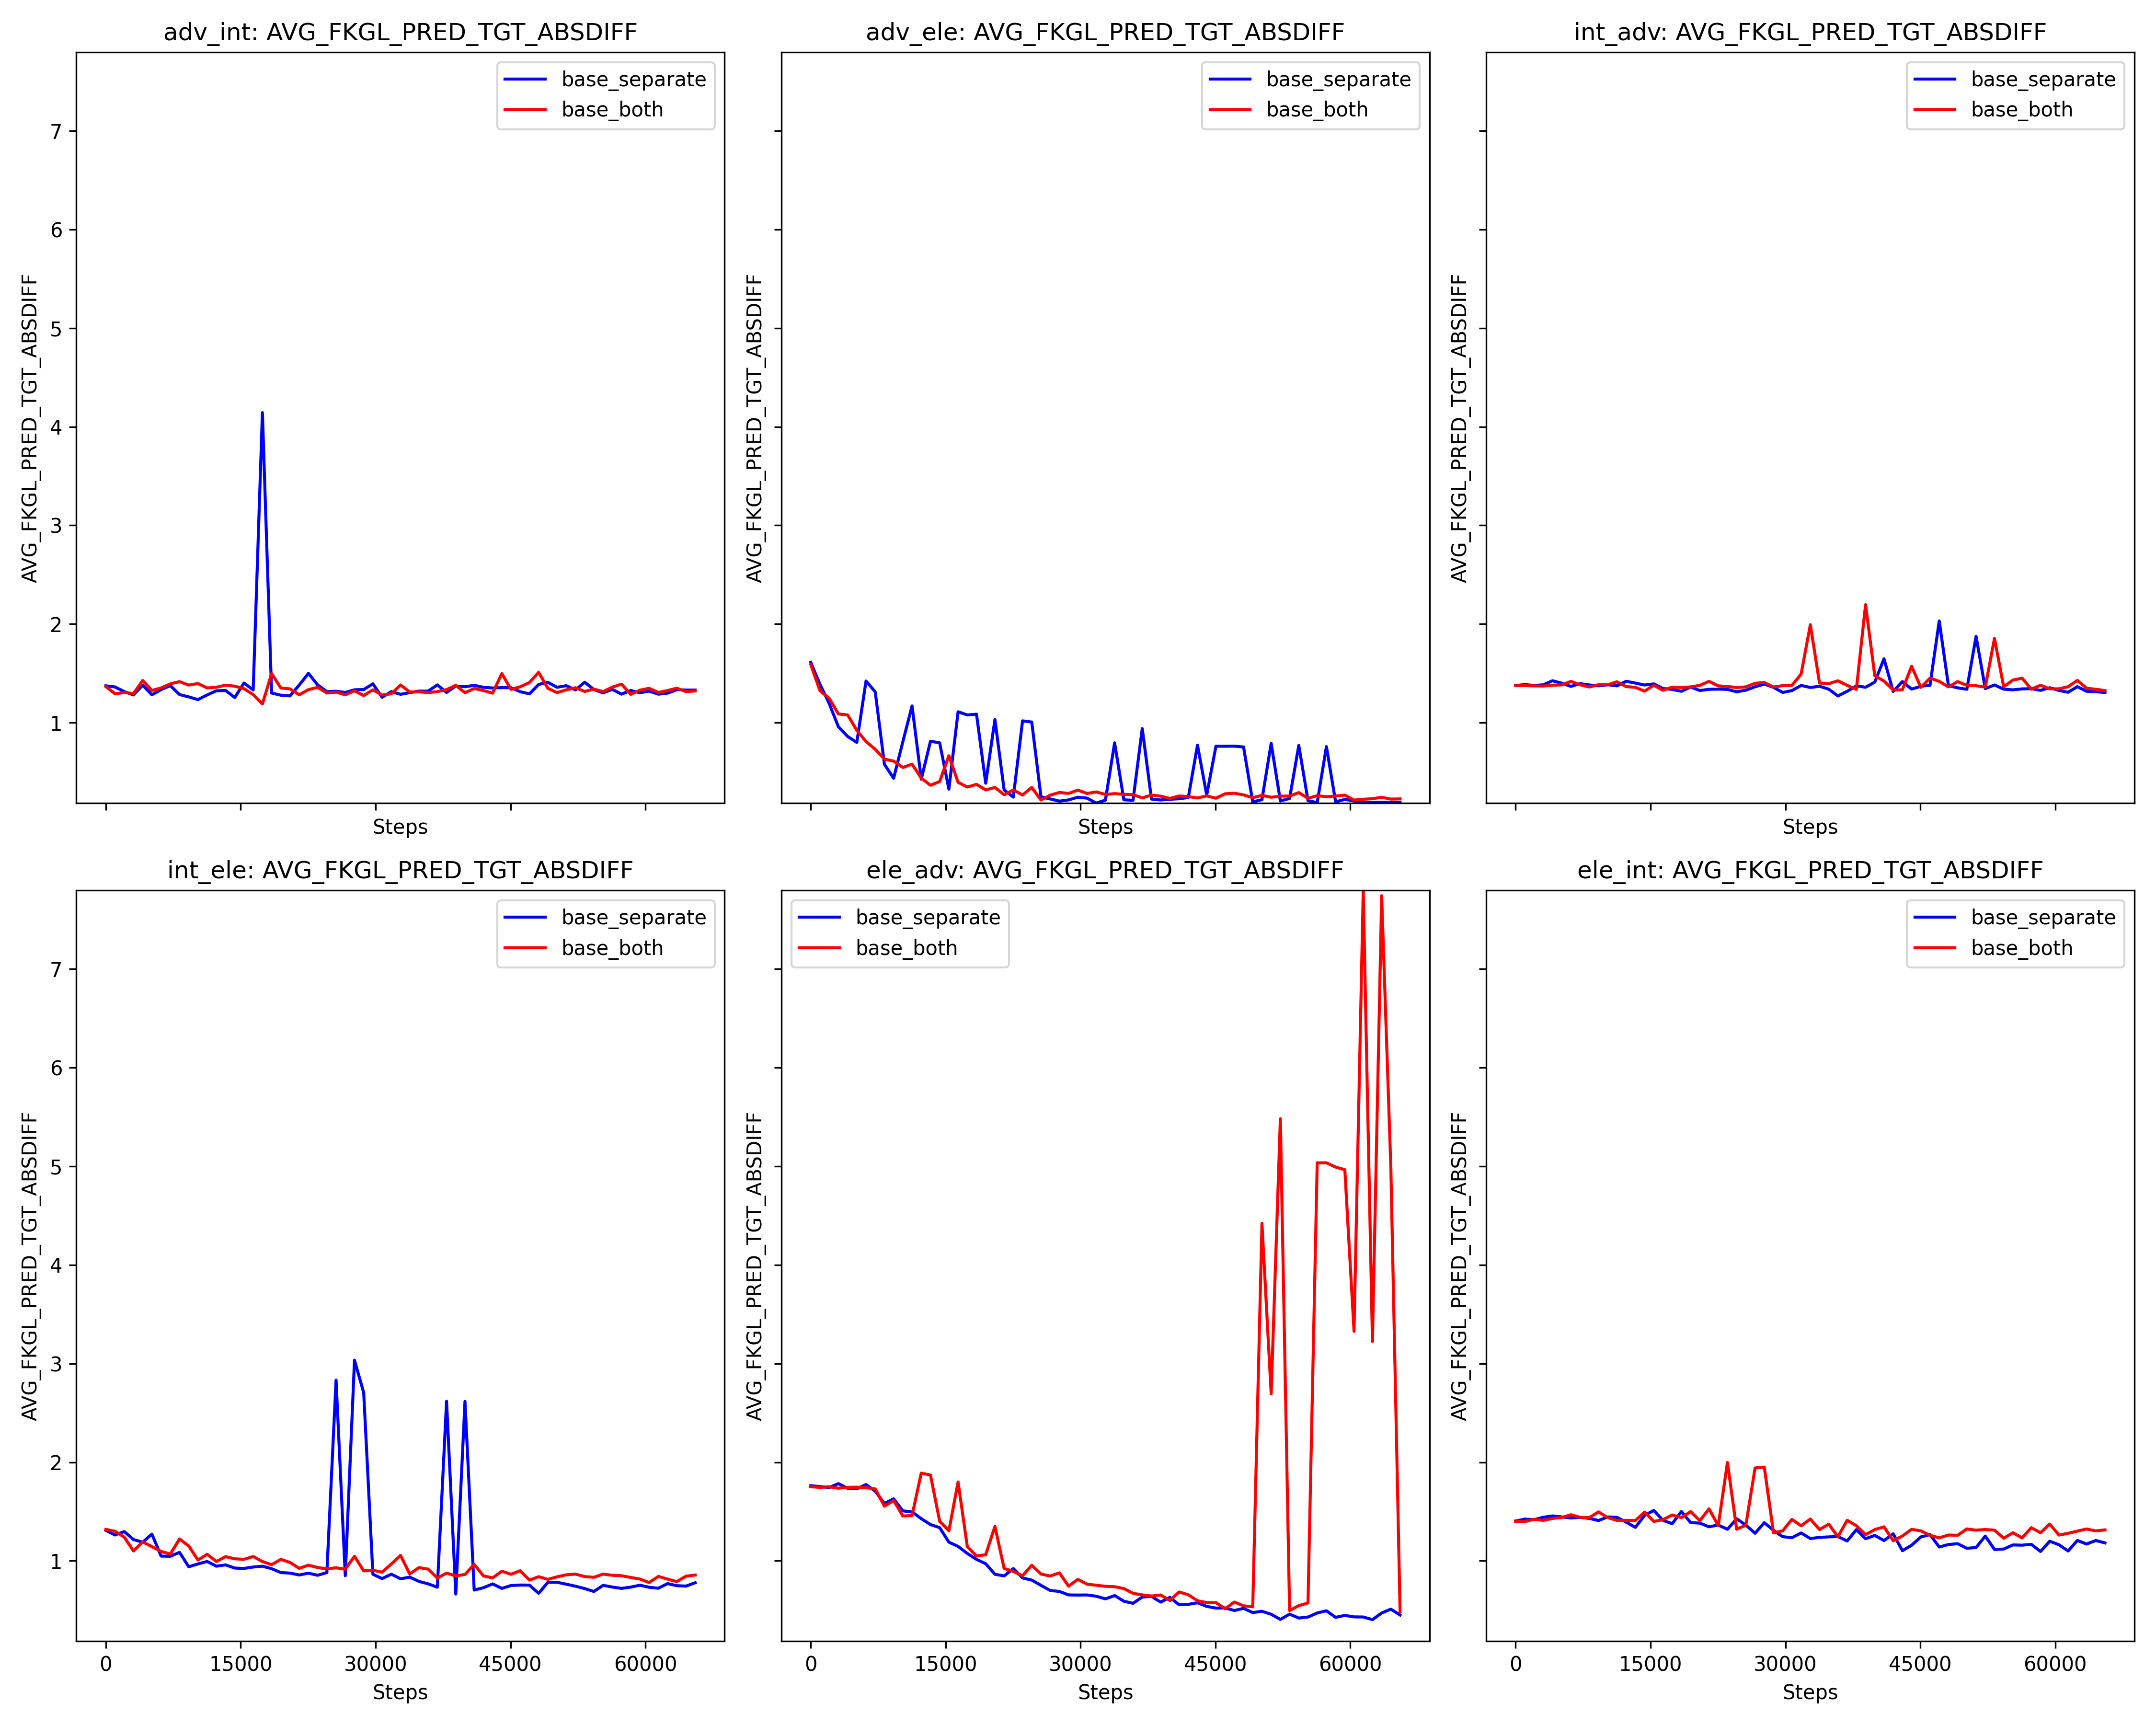 adv_int: AVG_FKGL_PRED_TGT_ABSDIFF
base_separate
base_both
7
6
5
4
3
2
1
AVG_FKGL_PRED_TGT_ABSDIFF
Steps
adv_ele: AVG_FKGL_PRED_TGT_ABSDIFF
base_separate
base_both
AVG_FKGL_PRED_TGT_ABSDIFF
Steps
int_adv: AVG_FKGL_PRED_TGT_ABSDIFF
base_separate
base_both
AVG_FKGL_PRED_TGT_ABSDIFF
Steps
int_ele: AVG_FKGL_PRED_TGT_ABSDIFF
base_separate
base_both
7
6
5
4
3
2
1
AVG_FKGL_PRED_TGT_ABSDIFF
0 15000 30000 45000 60000
Steps
ele_adv: AVG_FKGL_PRED_TGT_ABSDIFF
base_separate
base_both
AVG_FKGL_PRED_TGT_ABSDIFF
0 15000 30000 45000 60000
Steps
ele_int: AVG_FKGL_PRED_TGT_ABSDIFF
base_separate
base_both
AVG_FKGL_PRED_TGT_ABSDIFF
0 15000 30000 45000 60000
Steps